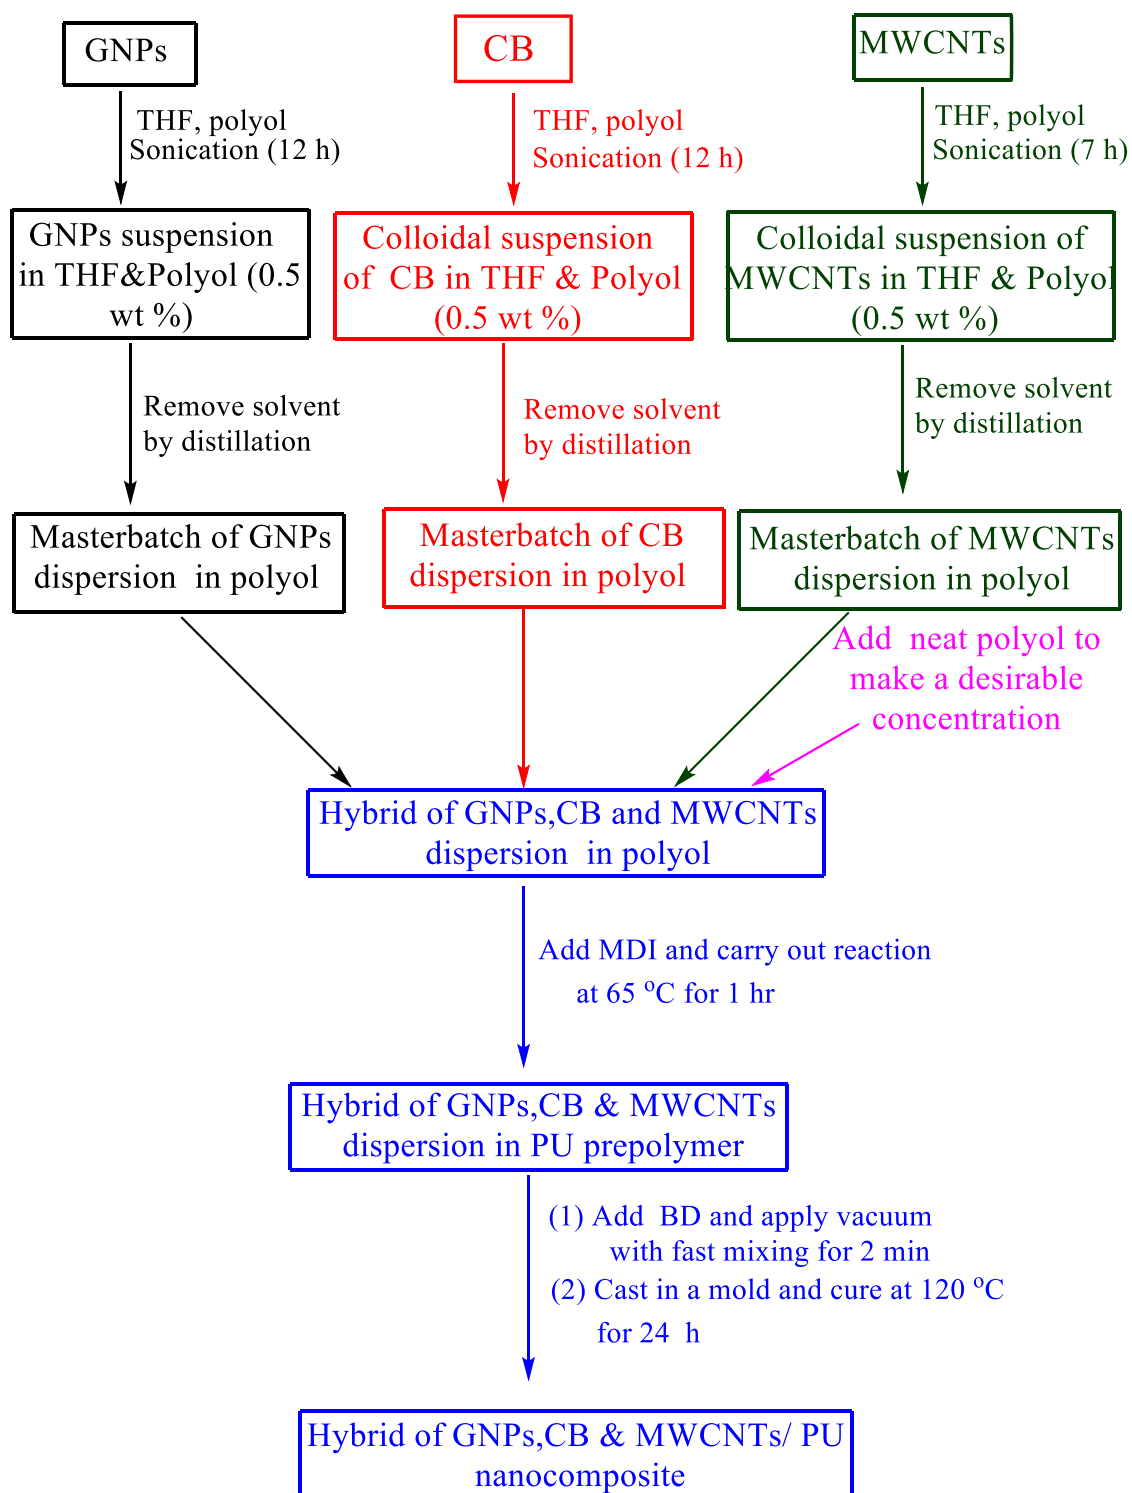 GNPs
CB
MWCNTs
THF, polyol
Sonication (12 h)
THF, polyol
Sonication (12 h)
THF, polyol
Sonication (7 h)
GNPs suspension
in THF&Polyol (0.5
wt %)
Colloidal suspension
of CB in THF & Polyol
(0.5 wt %)
Colloidal suspension of
MWCNTs in THF & Polyol
(0.5 wt %)
Remove solvent
by distillation
Remove solvent
by distillation
Remove solvent
by distillation
Masterbatch of GNPs
dispersion in polyol
Masterbatch of CB
dispersion in polyol
Masterbatch of MWCNTs
dispersion in polyol
Add neat polyol to
make a desirable
concentration
Hybrid of GNPs,CB and MWCNTs
dispersion in polyol
Add MDI and carry out reaction
at 65 °C for 1 hr
Hybrid of GNPs,CB & MWCNTs
dispersion in PU prepolymer
(1) Add BD and apply vacuum
with fast mixing for 2 min
(2) Cast in a mold and cure at 120 °C
for 24 h
Hybrid of GNPs,CB & MWCNTs/ PU
nanocomposite